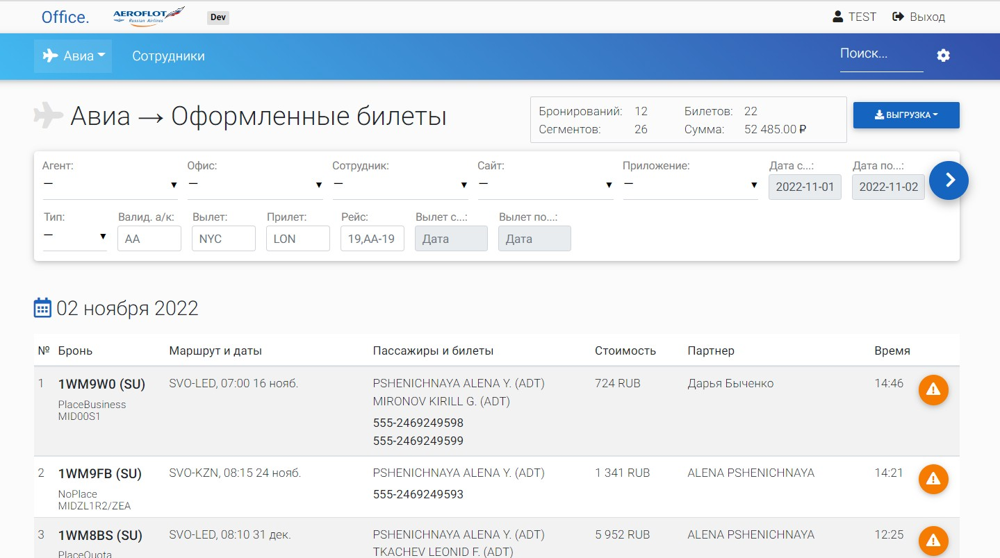 Office.
AEROFLOT
Russian Airlines
Dev
TEST
Выход
Авиа
Сотрудники
Поиск...
Авиа → Оформленные билеты
Бронирований: 12 Билетов: 22
Сегментов: 26 Сумма: 52 485.00 ₽
ВЫГРУЗКА
Агент: Офис: Сотрудник: Сайт: Приложение: Дата с...: Дата по...:
— — — — — 2022-11-01 2022-11-02
Тип: Валид. а/к: Вылет: Прилет: Рейс: Вылет с...: Вылет по...:
— AA NYC LON 19,AA-19 Дата Дата
02 ноября 2022
№ Бронь Маршрут и даты Пассажиры и билеты Стоимость Партнер Время
1 1WM9W0 (SU) SVO-LED, 07:00 16 нояб. PSHENICHNAYA ALENA Y. (ADT) 724 RUB Дарья Быченко 14:46
MIRONOV KIRILL G. (ADT)
PlaceBusiness
MID00S1
555-2469249598
555-2469249599
2 1WM9FB (SU) SVO-KZN, 08:15 24 нояб. PSHENICHNAYA ALENA Y. (ADT) 1 341 RUB ALENA PSHENICHNAYA 14:21
NoPlace 555-2469249593
MIDZL1R2/ZEA
3 1WM8BS (SU) SVO-LED, 08:10 31 дек. PSHENICHNAYA ALENA Y. (ADT) 5 952 RUB ALENA PSHENICHNAYA 12:25
PlaceQuota TKACHEV LEONID F. (ADT)